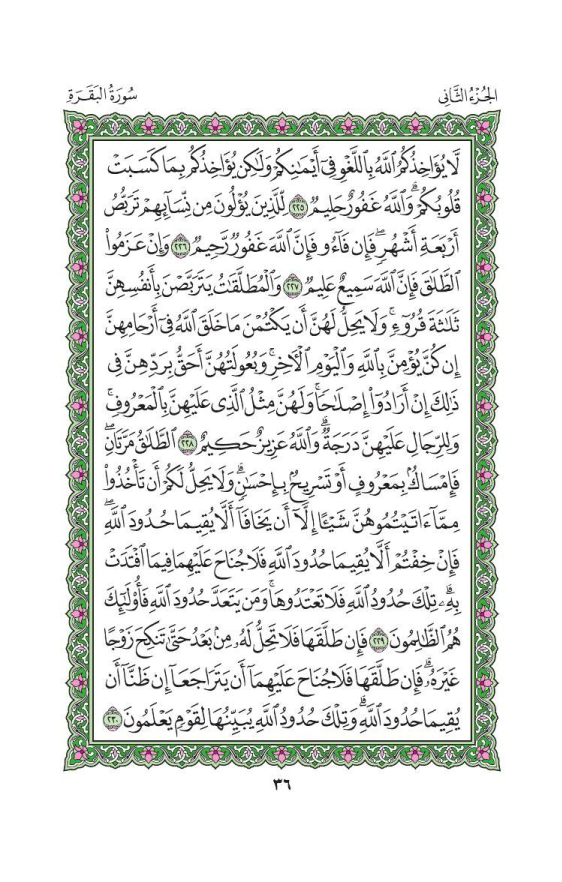 الجُزْءُ الثَّانِي
سُورَةُ البَقَرَةِ
لَّا يُؤَاخِذُكُمُ ٱللَّهُ بِٱللَّغْوِ فِىٓ أَيْمَٰنِكُمْ وَلَٰكِن يُؤَاخِذُكُم بِمَا كَسَبَتْ
قُلُوبُكُمْ ۗ وَٱللَّهُ غَفُورٌ حَلِيمٌ ٢٢٥ لِّلَّذِينَ يُؤْلُونَ مِن نِّسَآئِهِمْ تَرَبُّصُ
أَرْبَعَةِ أَشْهُرٍ ۖ فَإِن فَآءُو فَإِنَّ ٱللَّهَ غَفُورٌ رَّحِيمٌ ٢٢٦ وَإِنْ عَزَمُوا۟
ٱلطَّلَٰقَ فَإِنَّ ٱللَّهَ سَمِيعٌ عَلِيمٌ ٢٢٧ وَٱلْمُطَلَّقَٰتُ يَتَرَبَّصْنَ بِأَنفُسِهِنَّ
ثَلَٰثَةَ قُرُوٓءٍ ۚ وَلَا يَحِلُّ لَهُنَّ أَن يَكْتُمْنَ مَا خَلَقَ ٱللَّهُ فِىٓ أَرْحَامِهِنَّ
إِن كُنَّ يُؤْمِنَّ بِٱللَّهِ وَٱلْيَوْمِ ٱلْءَاخِرِ ۚ وَبُعُولَتُهُنَّ أَحَقُّ بِرَدِّهِنَّ فِى
ذَٰلِكَ إِنْ أَرَادُوٓا۟ إِصْلَٰحًا ۚ وَلَهُنَّ مِثْلُ ٱلَّذِى عَلَيْهِنَّ بِٱلْمَعْرُوفِ ۚ
وَلِلرِّجَالِ عَلَيْهِنَّ دَرَجَةٌ ۗ وَٱللَّهُ عَزِيزٌ حَكِيمٌ ٢٢٨ ٱلطَّلَٰقُ مَرَّتَانِ ۖ
فَإِمْسَاكٌۢ بِمَعْرُوفٍ أَوْ تَسْرِيحٌۢ بِإِحْسَٰنٍ ۗ وَلَا يَحِلُّ لَكُمْ أَن تَأْخُذُوا۟
مِمَّآ ءَاتَيْتُمُوهُنَّ شَيْـًٔا إِلَّآ أَن يَخَافَآ أَلَّا يُقِيمَا حُدُودَ ٱللَّهِ ۖ
فَإِنْ خِفْتُمْ أَلَّا يُقِيمَا حُدُودَ ٱللَّهِ فَلَا جُنَاحَ عَلَيْهِمَا فِيمَا ٱفْتَدَتْ
بِهِۦ ۗ تِلْكَ حُدُودُ ٱللَّهِ فَلَا تَعْتَدُوهَا ۚ وَمَن يَتَعَدَّ حُدُودَ ٱللَّهِ فَأُو۟لَٰٓئِكَ
هُمُ ٱلظَّٰلِمُونَ ٢٢٩ فَإِن طَلَّقَهَا فَلَا تَحِلُّ لَهُۥ مِنۢ بَعْدُ حَتَّىٰ تَنكِحَ زَوْجًا
غَيْرَهُۥ ۗ فَإِن طَلَّقَهَا فَلَا جُنَاحَ عَلَيْهِمَآ أَن يَتَرَاجَعَآ إِن ظَنَّآ أَن
يُقِيمَا حُدُودَ ٱللَّهِ ۗ وَتِلْكَ حُدُودُ ٱللَّهِ يُبَيِّنُهَا لِقَوْمٍ يَعْلَمُونَ ٢٣٠
٣٦